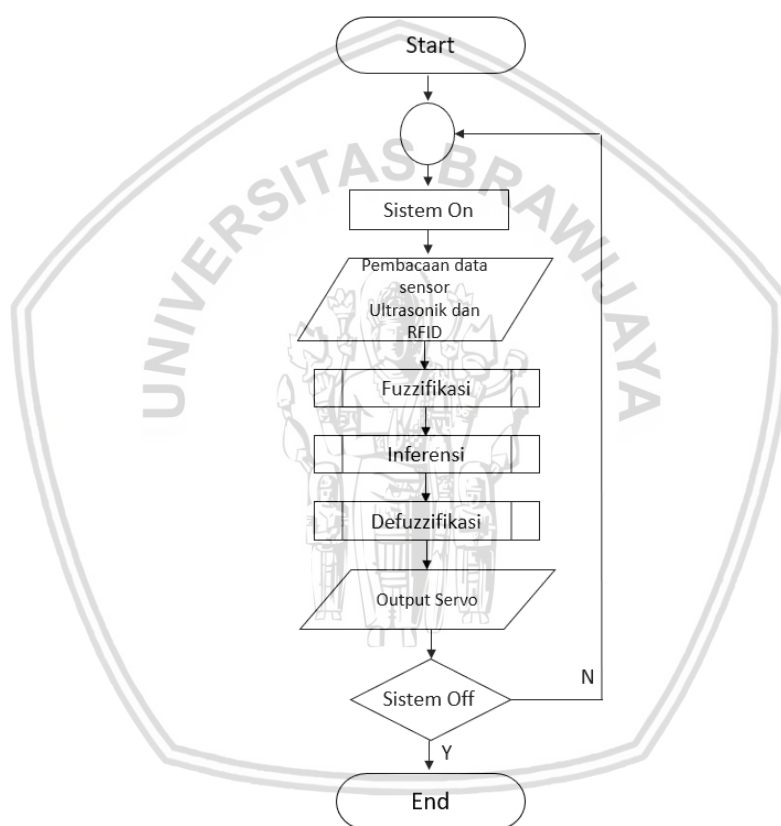 Start
UNIVERSITAS BRAWIJAYA
Sistem On
Pembacaan data
sensor
Ultrasonik dan
RFID
Fuzzifikasi
Inferensi
Defuzzifikasi
Output Servo
Sistem Off
N
Y
End